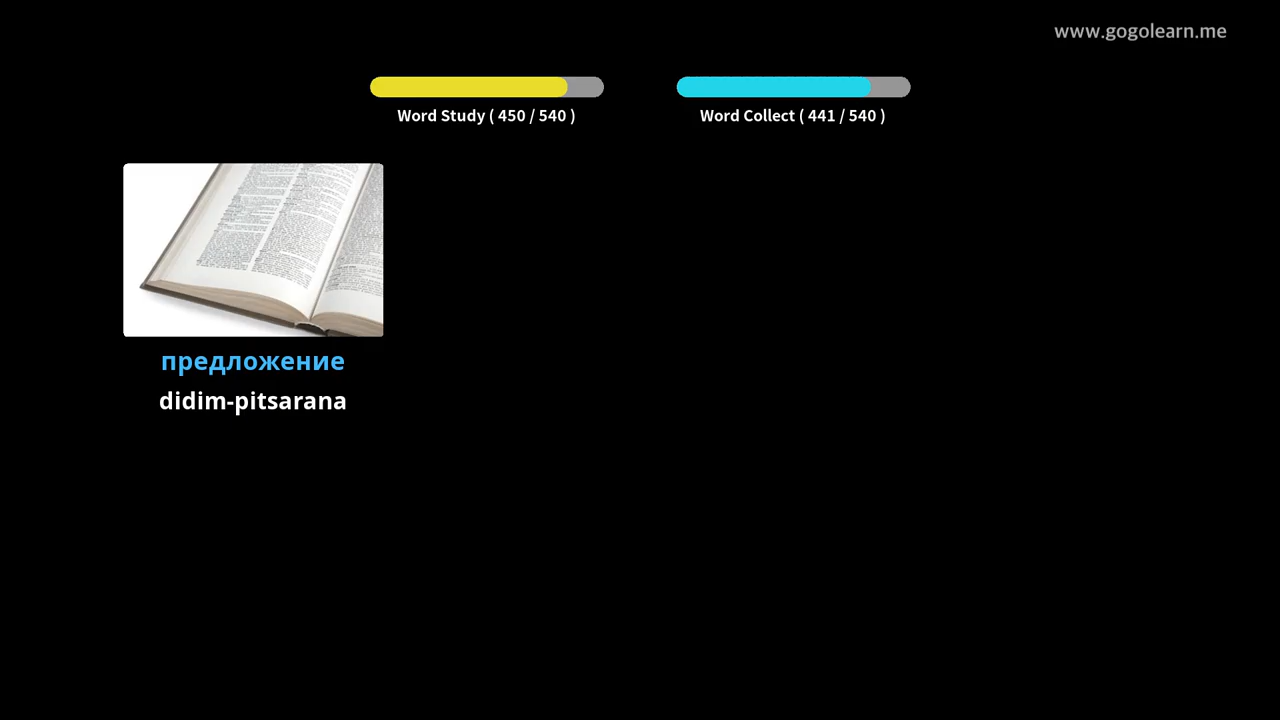 www.gogolearn.me
Word Study ( 450 / 540 )
Word Collect ( 441 / 540 )
предложение
didim-pitsarana